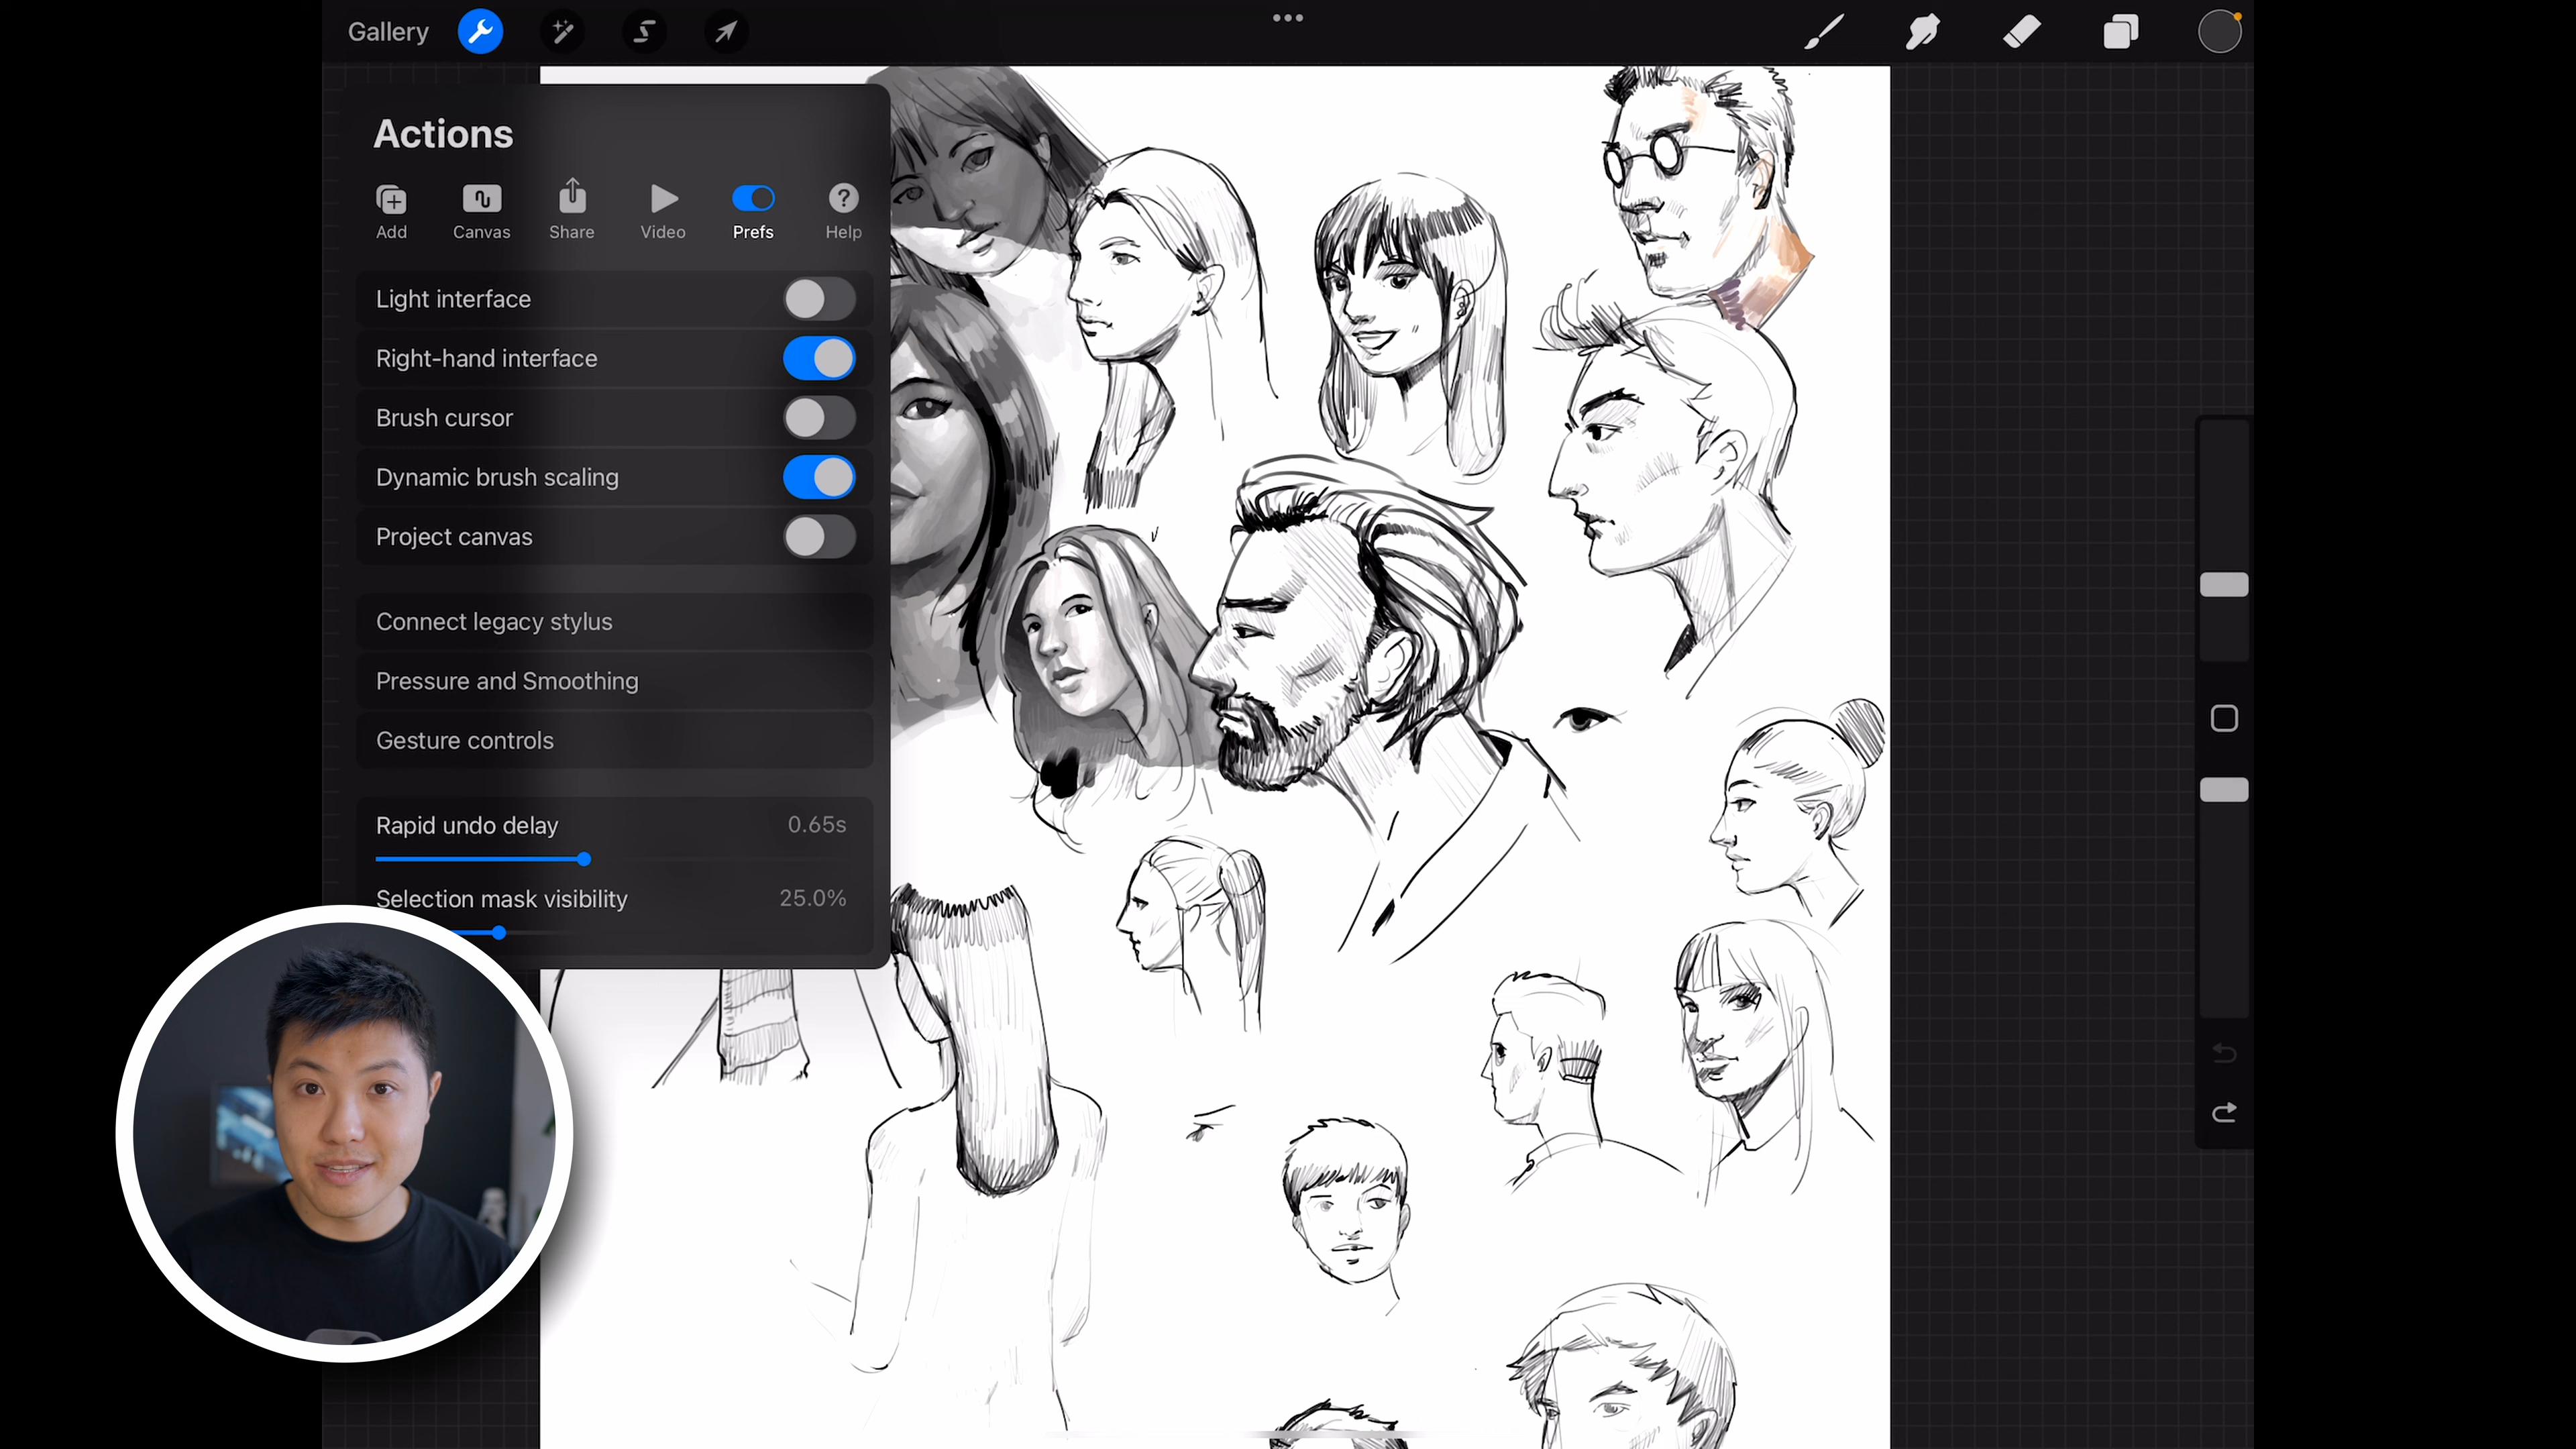 Gallery
Actions
Add Canvas Share Video Prefs Help
Light interface
Right-hand interface
Brush cursor
Dynamic brush scaling
Project canvas
Connect legacy stylus
Pressure and Smoothing
Gesture controls
Rapid undo delay 0.65s
Selection mask visibility 25.0%